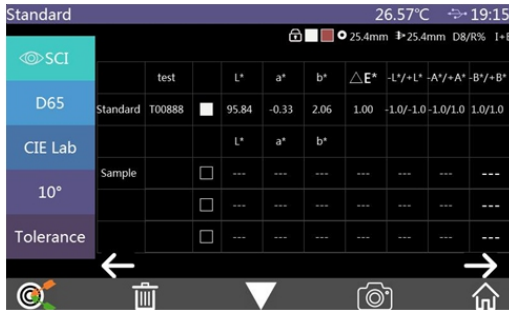 Standard 26.57℃ 19:15
25.4mm 25.4mm D8/R% I+E
SCI
test L* a* b* △E* -L*/+L* -A*/+A* -B*/+B*
D65
Standard T00888 95.84 -0.33 2.06 1.00 -1.0/-1.0 -1.0/1.0 1.0/1.0
CIE Lab
L* a* b*
Sample --- --- --- --- --- --- ---
10°
--- --- --- --- --- --- ---
Tolerance
--- --- --- --- --- --- ---